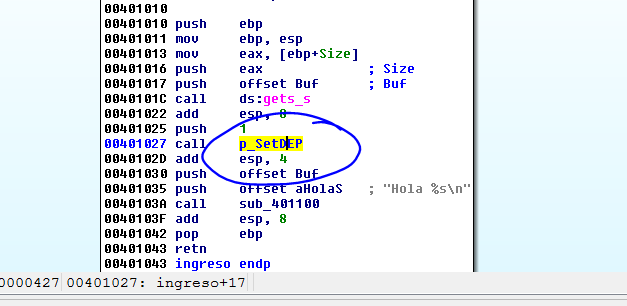 00401010
00401010 push ebp
00401011 mov ebp, esp
00401013 mov eax, [ebp+Size]
00401016 push eax ; Size
00401017 push offset Buf ; Buf
0040101C call ds:gets_s
00401022 add esp, 8
00401025 push 1
00401027 call p_SetDEP
0040102D add esp, 4
00401030 push offset Buf
00401035 push offset aHolaS ; "Hola %s\n"
0040103A call sub_401100
0040103F add esp, 8
00401042 pop ebp
00401043 retn
00401043 ingreso endp
0000427 00401027: ingreso+17